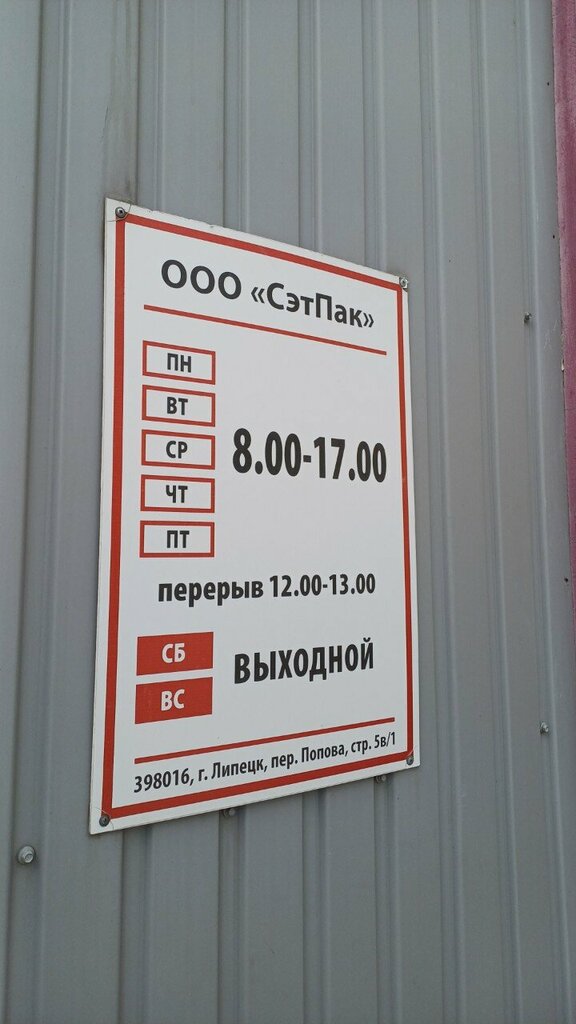 ООО «СэтПак»
ПН
ВТ
СР
ЧТ
ПТ
8.00-17.00
перерыв 12.00-13.00
СБ
ВС
ВЫХОДНОЙ
398016, г. Липецк, пер. Попова, стр. 5в/1